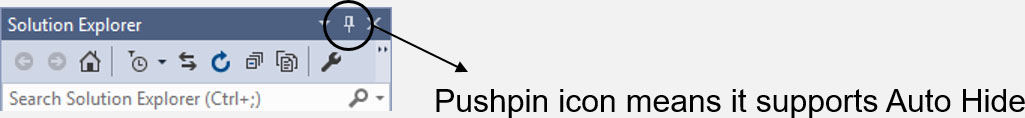 Solution Explorer
Search Solution Explorer (Ctrl+;)
Pushpin icon means it supports Auto Hide